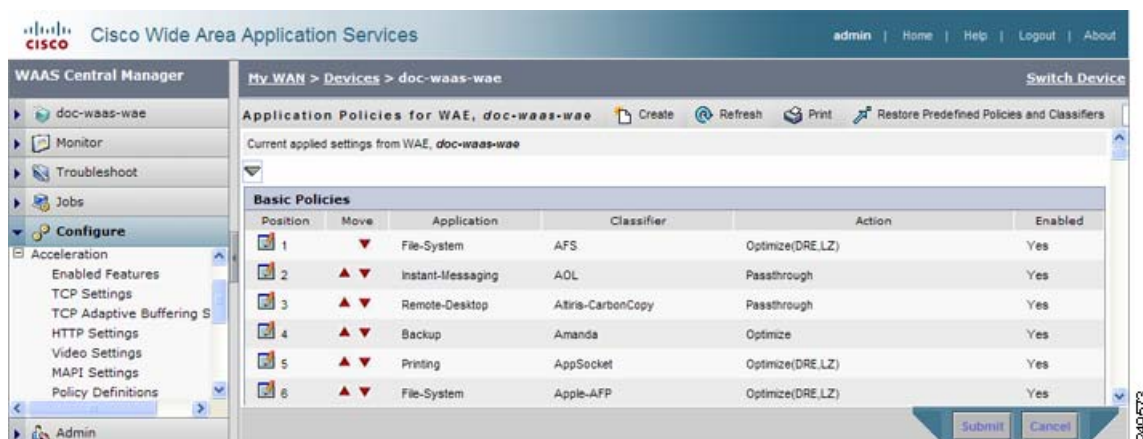 CISCO Cisco Wide Area Application Services
admin | Home | Help | Logout | About
WAAS Central Manager
My WAN > Devices > doc-waas-wae
Switch Device
doc-waas-wae
Monitor
Troubleshoot
Jobs
Configure
Acceleration
Enabled Features
TCP Settings
TCP Adaptive Buffering S
HTTP Settings
Video Settings
MAPI Settings
Policy Definitions
Admin
Application Policies for WAE, doc-waas-wae Create Refresh Print Restore Predefined Policies and Classifiers
Current applied settings from WAE, doc-waas-wae
Basic Policies
Position Move Application Classifier Action Enabled
1 File-System AFS Optimize(DRE,LZ) Yes
2 Instant-Messaging AOL Passthrough Yes
3 Remote-Desktop Altiris-CarbonCopy Passthrough Yes
4 Backup Amanda Optimize Yes
5 Printing AppSocket Optimize(DRE,LZ) Yes
6 File-System Apple-AFP Optimize(DRE,LZ) Yes
Submit Cancel
249673